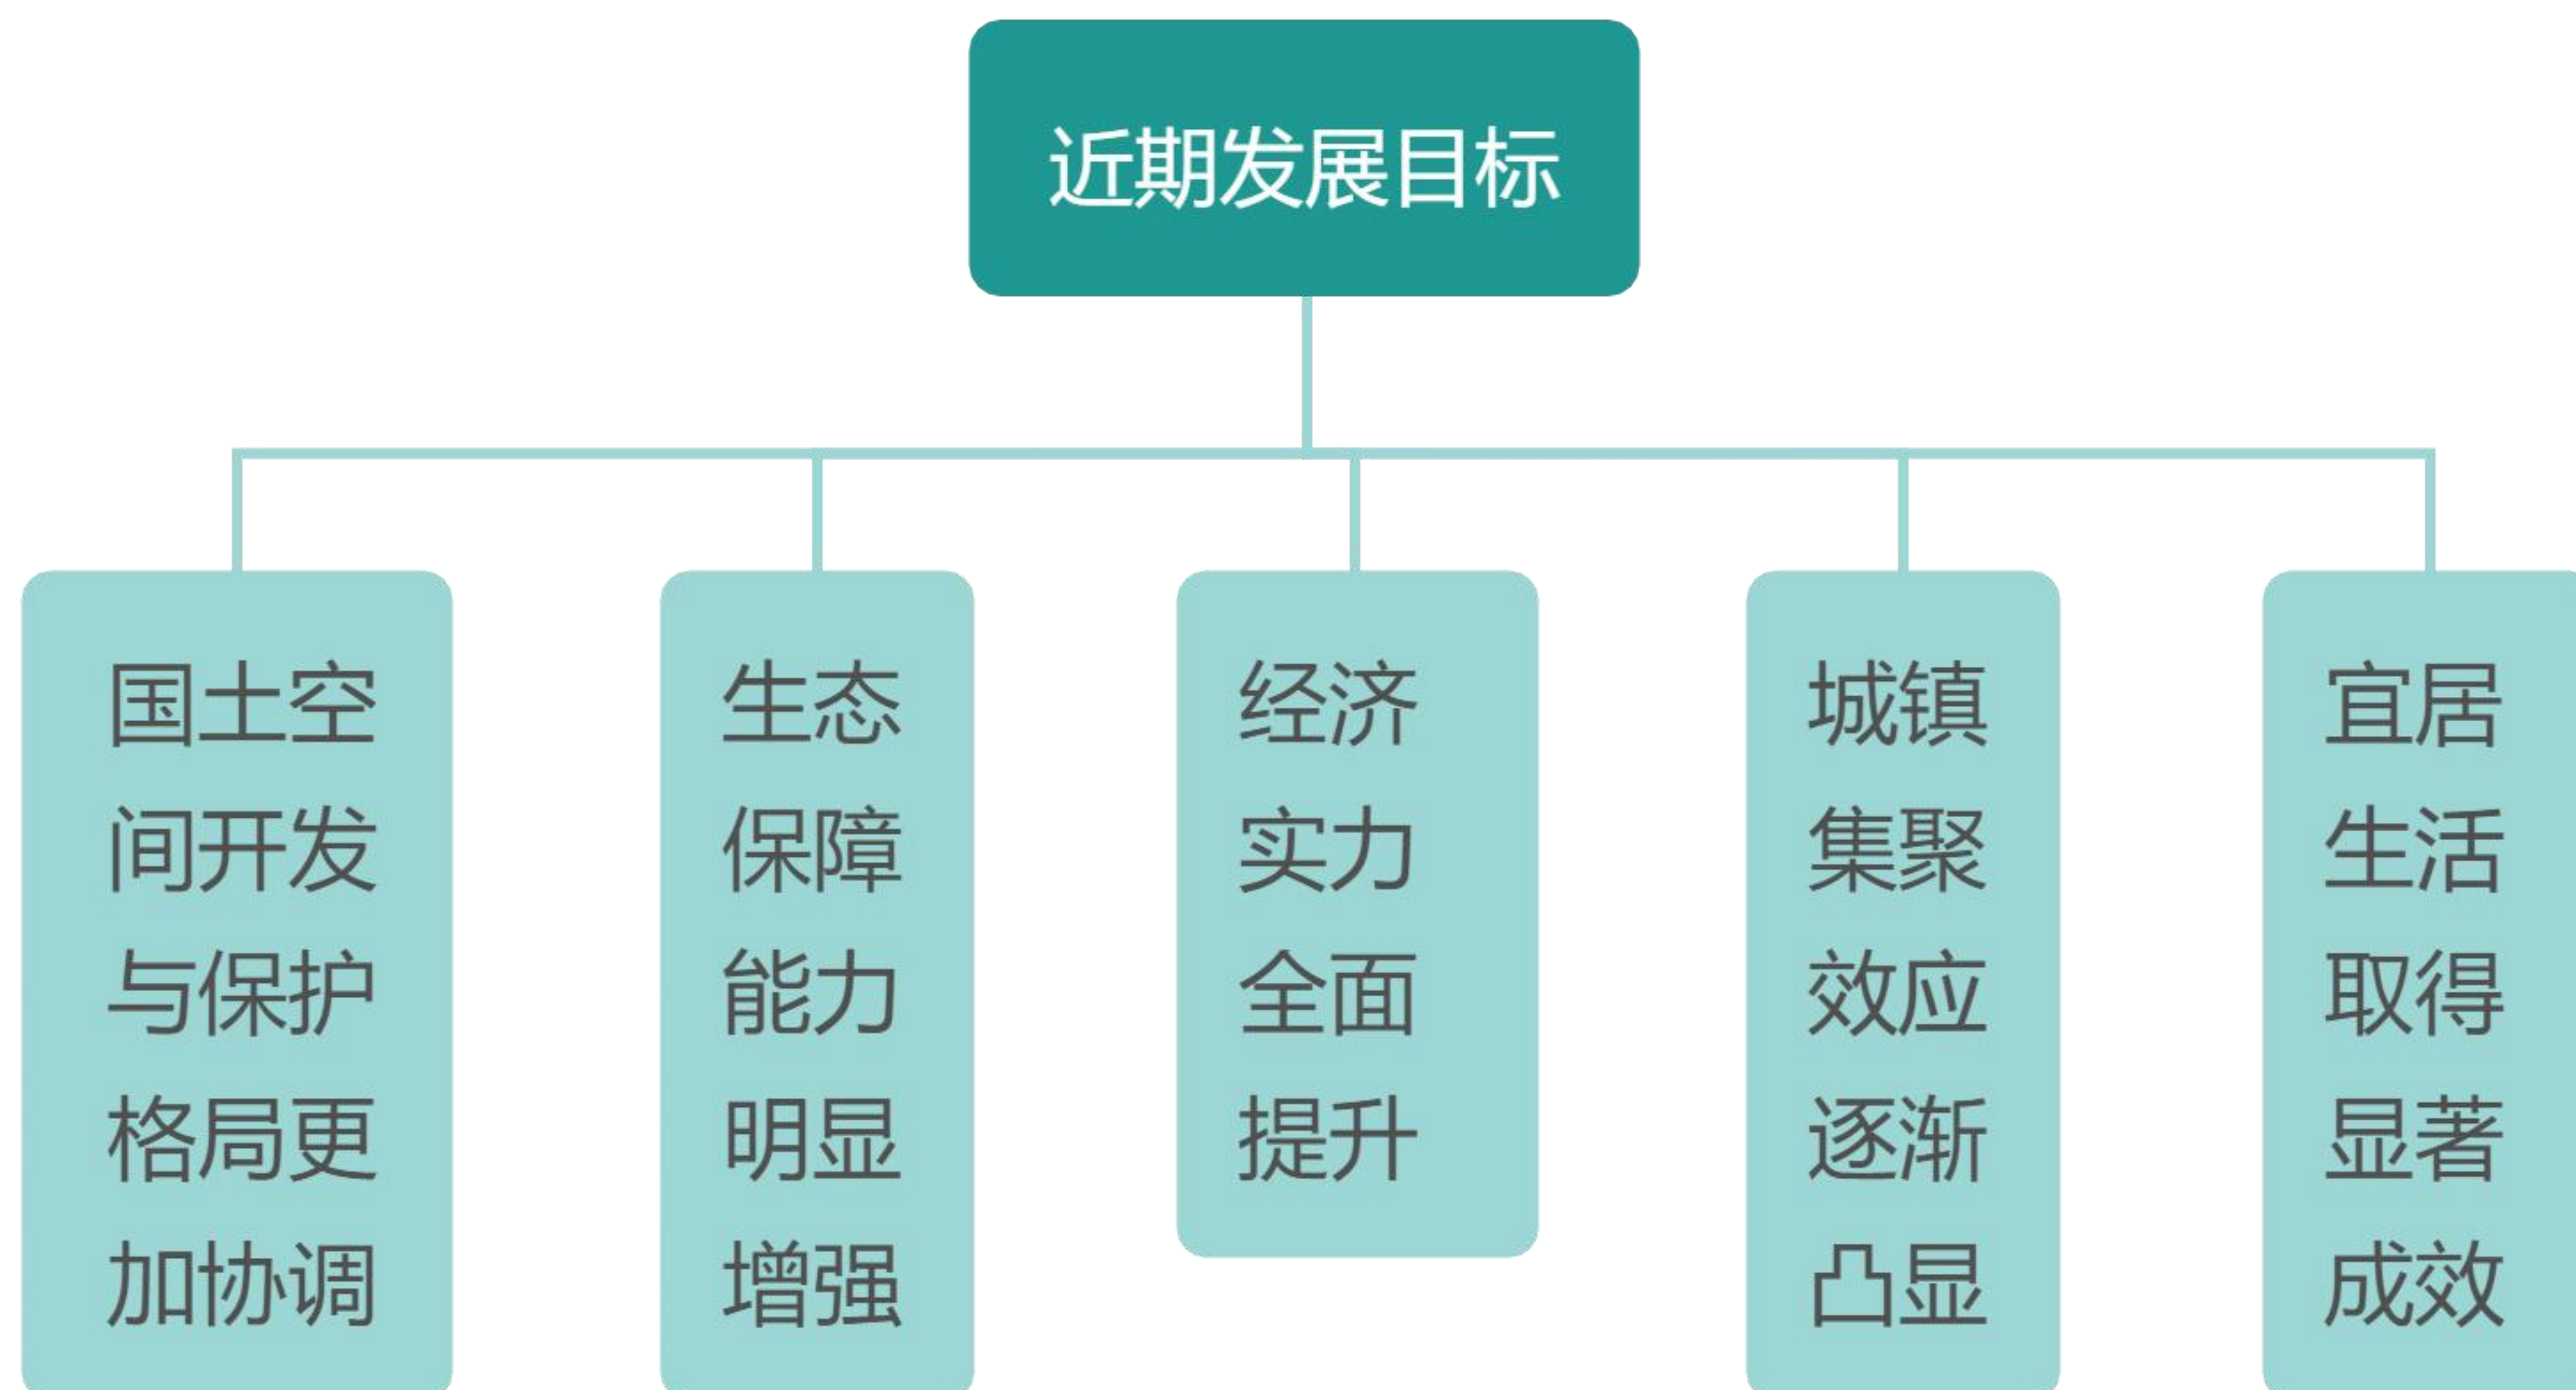 近期发展目标
国土空
间开发
与保护
格局更
加协调
生态
保障
能力
明显
增强
经济
实力
全面
提升
城镇
集聚
效应
逐渐
凸显
宜居
生活
取得
显著
成效